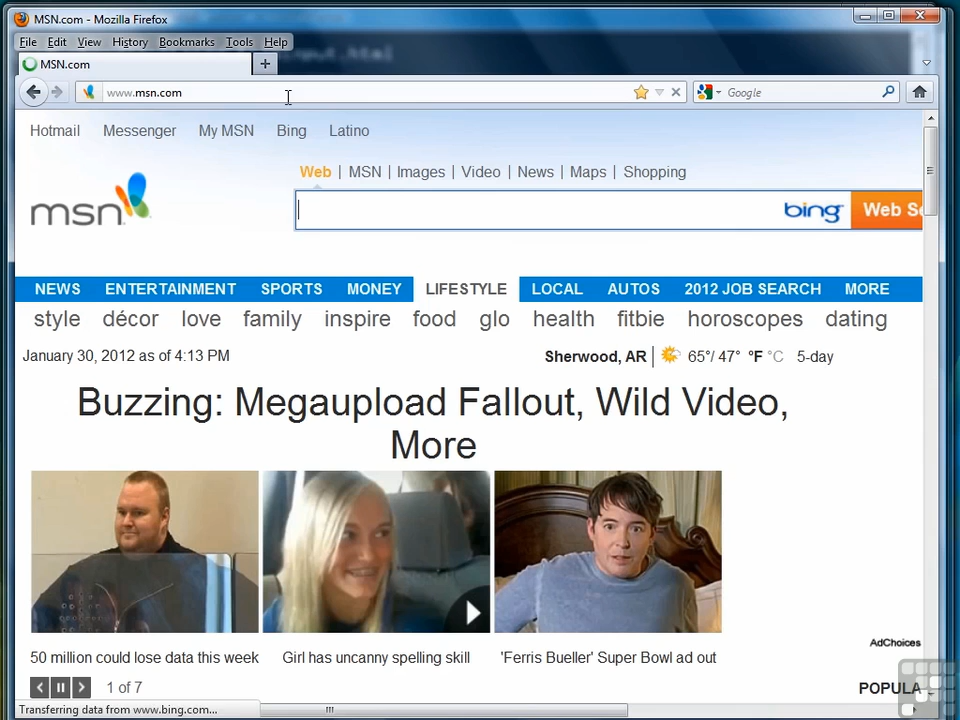 MSN.com - Mozilla Firefox
File Edit View History Bookmarks Tools Help
MSN.com
www.msn.com
Google
Hotmail Messenger My MSN Bing Latino
Web | MSN | Images | Video | News | Maps | Shopping
msn
bing Web Se
NEWS ENTERTAINMENT SPORTS MONEY LIFESTYLE LOCAL AUTOS 2012 JOB SEARCH MORE
style décor love family inspire food glo health fitbie horoscopes dating
January 30, 2012 as of 4:13 PM
Sherwood, AR | 65°/ 47° °F °C 5-day
Buzzing: Megaupload Fallout, Wild Video,
More
50 million could lose data this week
Girl has uncanny spelling skill
'Ferris Bueller' Super Bowl ad out
AdChoices
1 of 7
POPULA
Transferring data from www.bing.com...